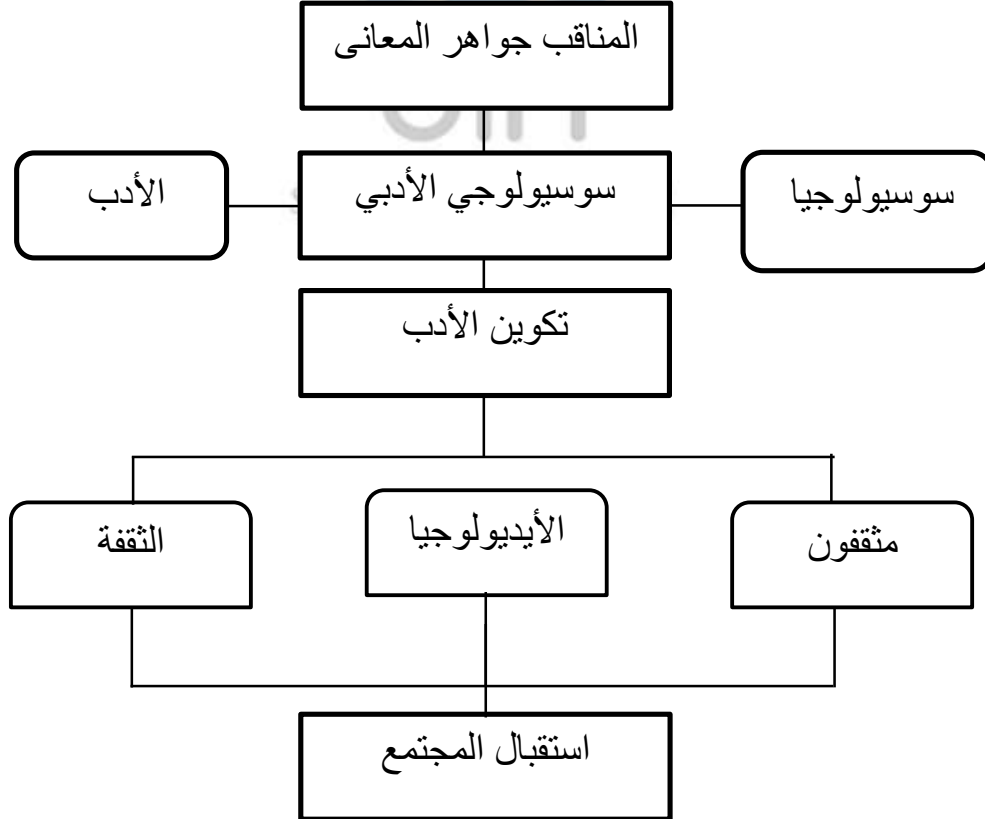 المناقب جواهر المعانى
سوسيولوجيا
سوسيولوجي الأدبي
الأدب
تكوين الأدب
مثقفون
الأيديولوجيا
الثقفة
استقبال المجتمع